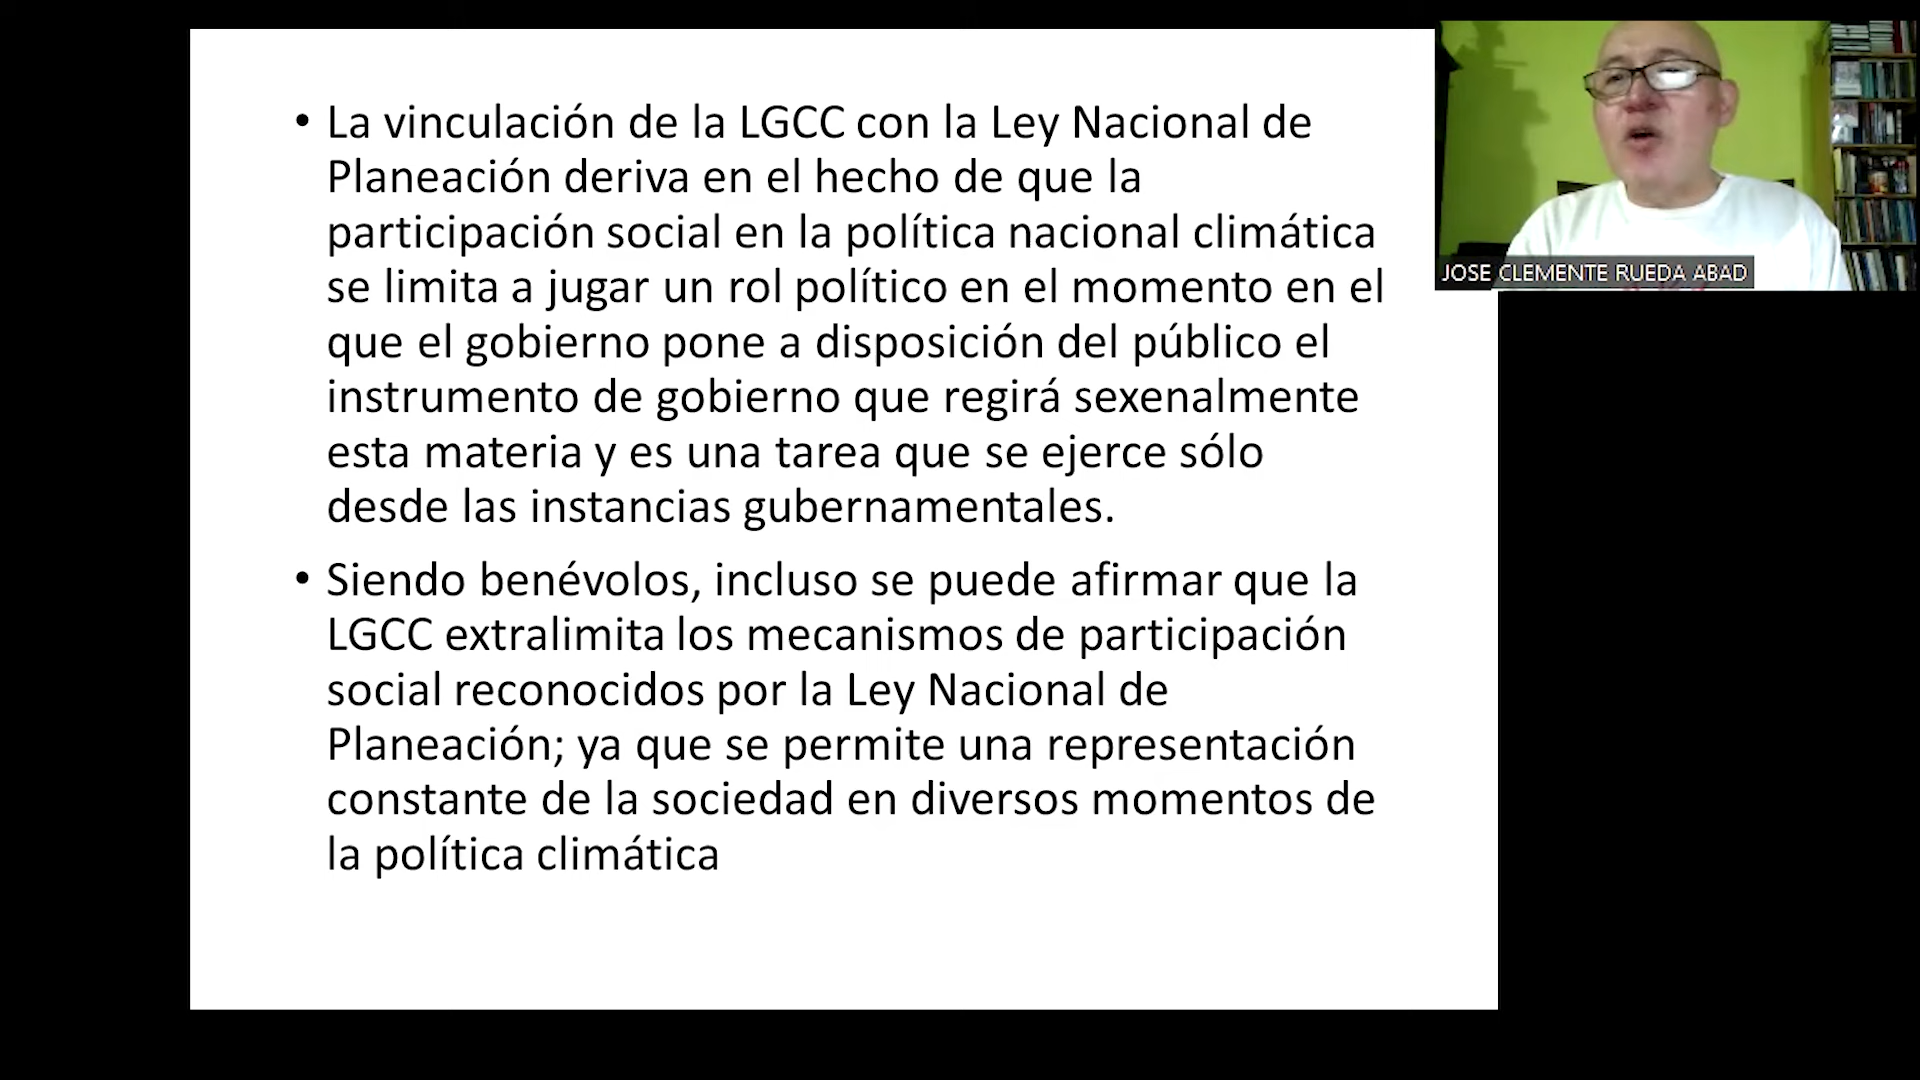 • La vinculación de la LGCC con la Ley Nacional de
Planeación deriva en el hecho de que la
participación social en la política nacional climática
se limita a jugar un rol político en el momento en el
que el gobierno pone a disposición del público el
instrumento de gobierno que regirá sexenalmente
esta materia y es una tarea que se ejerce sólo
desde las instancias gubernamentales.
• Siendo benévolos, incluso se puede afirmar que la
LGCC extralimita los mecanismos de participación
social reconocidos por la Ley Nacional de
Planeación; ya que se permite una representación
constante de la sociedad en diversos momentos de
la política climática
JOSE CLEMENTE RUEDA ABAD